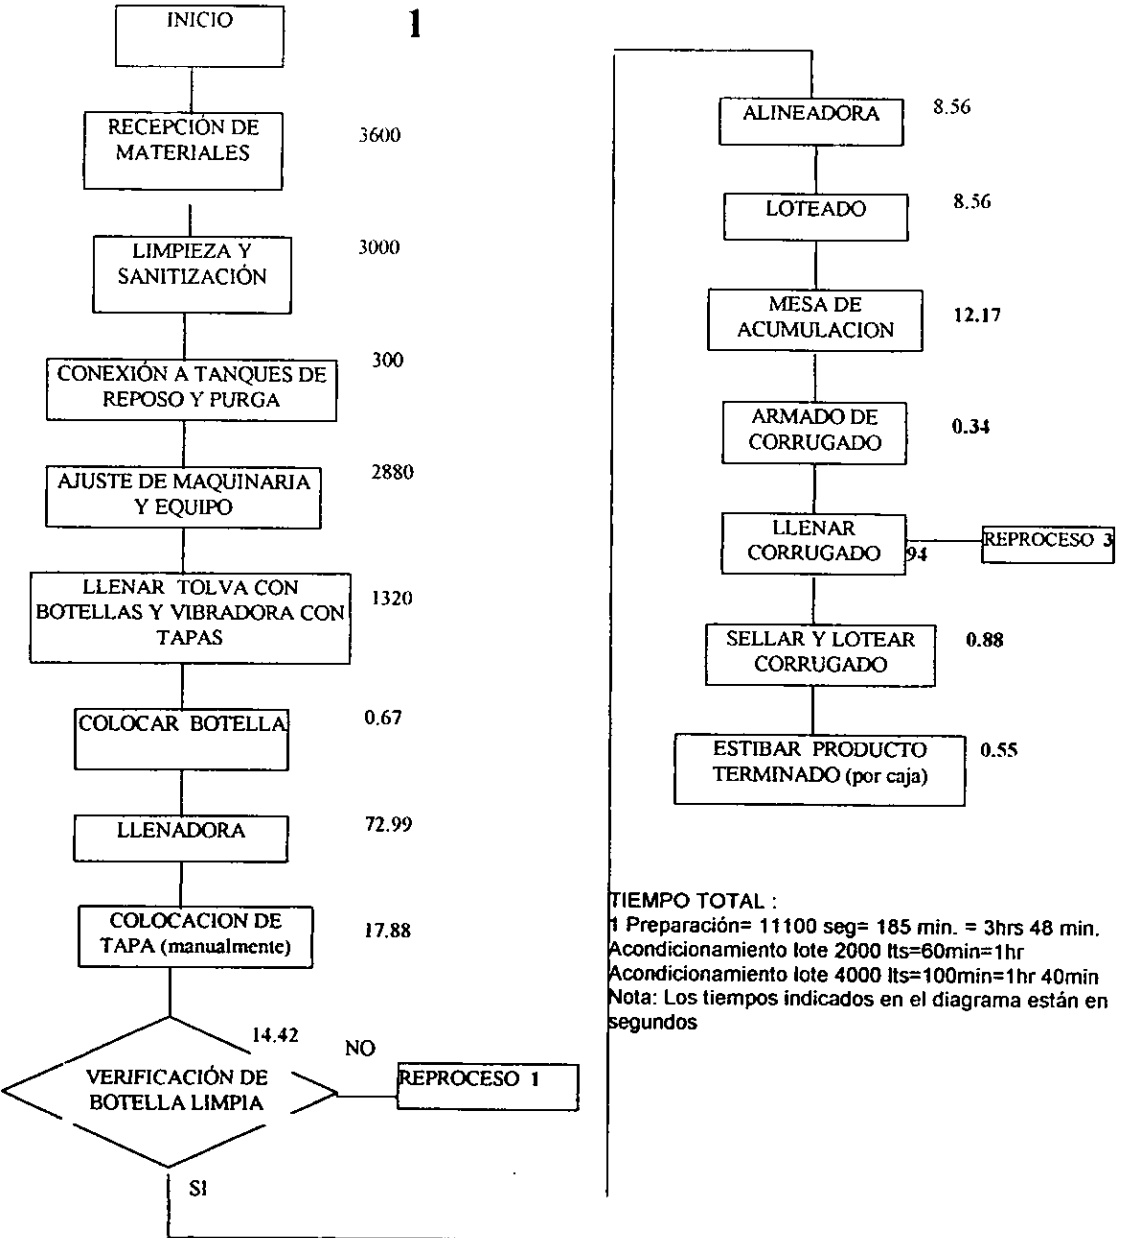 INICIO
1
RECEPCIÓN DE
MATERIALES
3600
LIMPIEZA Y
SANITIZACIÓN
3000
CONEXIÓN A TANQUES DE
REPOSO Y PURGA
300
AJUSTE DE MAQUINARIA
Y EQUIPO
2880
LLENAR TOLVA CON
BOTELLAS Y VIBRADORA CON
TAPAS
1320
COLOCAR BOTELLA
0.67
LLENADORA
72.99
COLOCACION DE
TAPA (manualmente)
17.88
14.42
VERIFICACIÓN DE
BOTELLA LIMPIA
NO
REPROCESO 1
SI
ALINEADORA
8.56
LOTEADO
8.56
MESA DE
ACUMULACION
12.17
ARMADO DE
CORRUGADO
0.34
LLENAR
CORRUGADO
94
REPROCESO 3
SELLAR Y LOTEAR
CORRUGADO
0.88
ESTIBAR PRODUCTO
TERMINADO (por caja)
0.55
TIEMPO TOTAL :
1 Preparación= 11100 seg= 185 min. = 3hrs 48 min.
Acondicionamiento lote 2000 lts=60min=1hr
Acondicionamiento lote 4000 lts=100min=1hr 40min
Nota: Los tiempos indicados en el diagrama están en
segundos